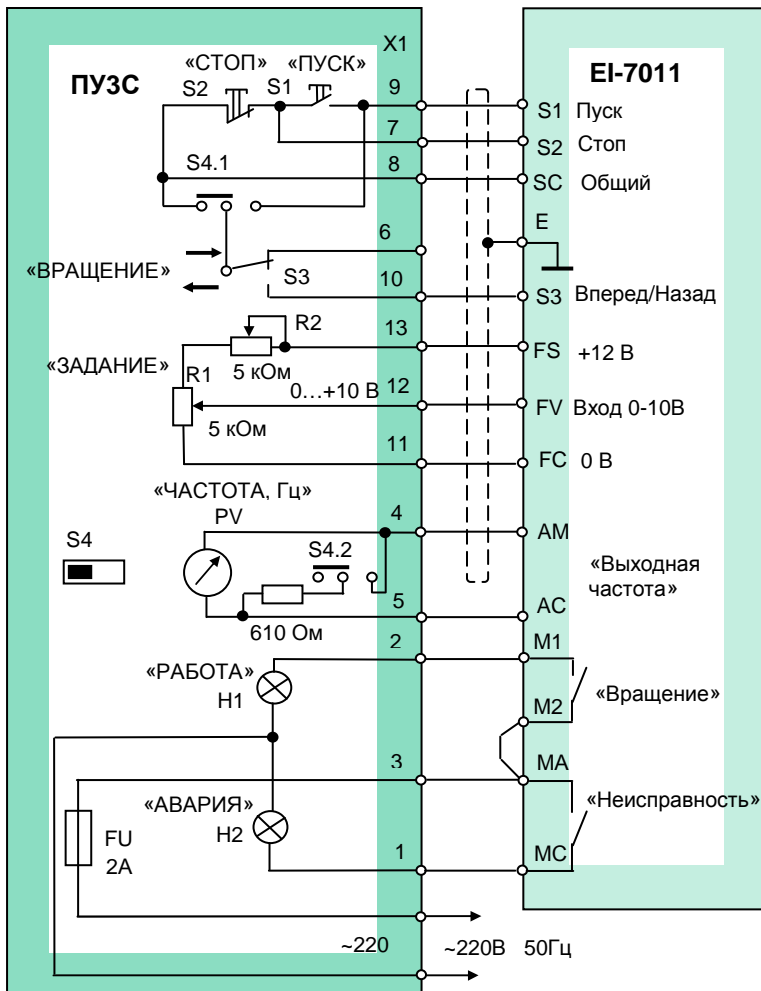 X1
ПУ3С
EI-7011
«СТОП» «ПУСК»
S2 S1 9
S1 Пуск
7
S2 Стоп
S4.1 8
SC Общий
E
6
«ВРАЩЕНИЕ»
S3
10
S3 Вперед/Назад
R2 13
FS +12 В
«ЗАДАНИЕ»
R1 5 кОм
0…+10 В 12
FV Вход 0-10В
5 кОм
11
FC 0 В
«ЧАСТОТА, Гц»
PV 4
AM
S4
S4.2
«Выходная
частота»
5
AC
610 Ом
2 M1
«РАБОТА»
H1
«Вращение»
M2
3 MA
«АВАРИЯ»
H2
«Неисправность»
FU
2А
1 MC
~220 ~220В 50Гц